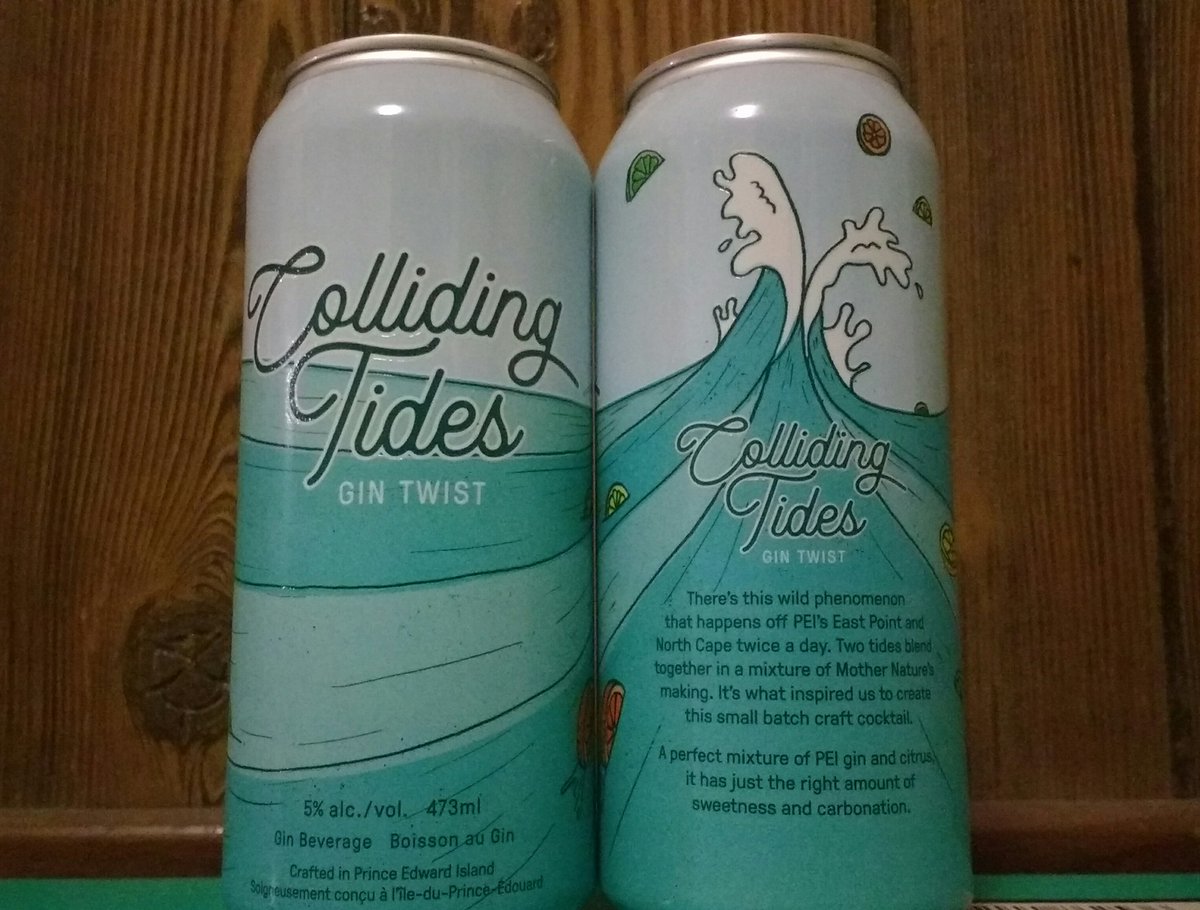 Colliding
Tides
GIN TWIST
5% alc./vol. 473ml
Gin Beverage Boisson au Gin
Crafted in Prince Edward Island
Soigneusement conçu à l'Île-du-Prince-Édouard
Colliding
Tides
GIN TWIST
There's this wild phenomenon
that happens off PEI's East Point and
North Cape twice a day. Two tides blend
together in a mixture of Mother Nature's
making. It's what inspired us to create
this small batch craft cocktail.
A perfect mixture of PEI gin and citrus,
it has just the right amount of
sweetness and carbonation.